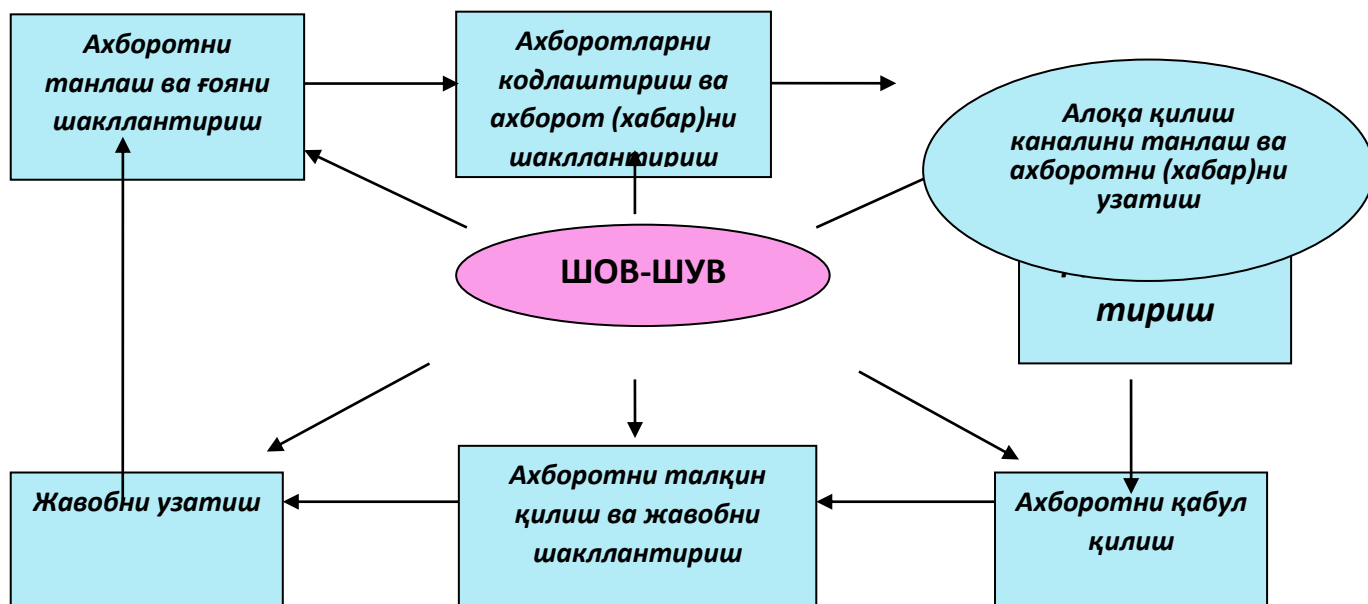 Ахборотни
танлаш ва ғояни
шакллантириш
Ахборотларни
кодлаштириш ва
ахборот (хабар)ни
шакллантириш
Алоқа қилиш
каналини танлаш ва
ахборотни (хабар)ни
узатиш
тириш
ШОВ-ШУВ
Жавобни узатиш
Ахборотни талқин
қилиш ва жавобни
шакллантириш
Ахборотни қабул
қилиш